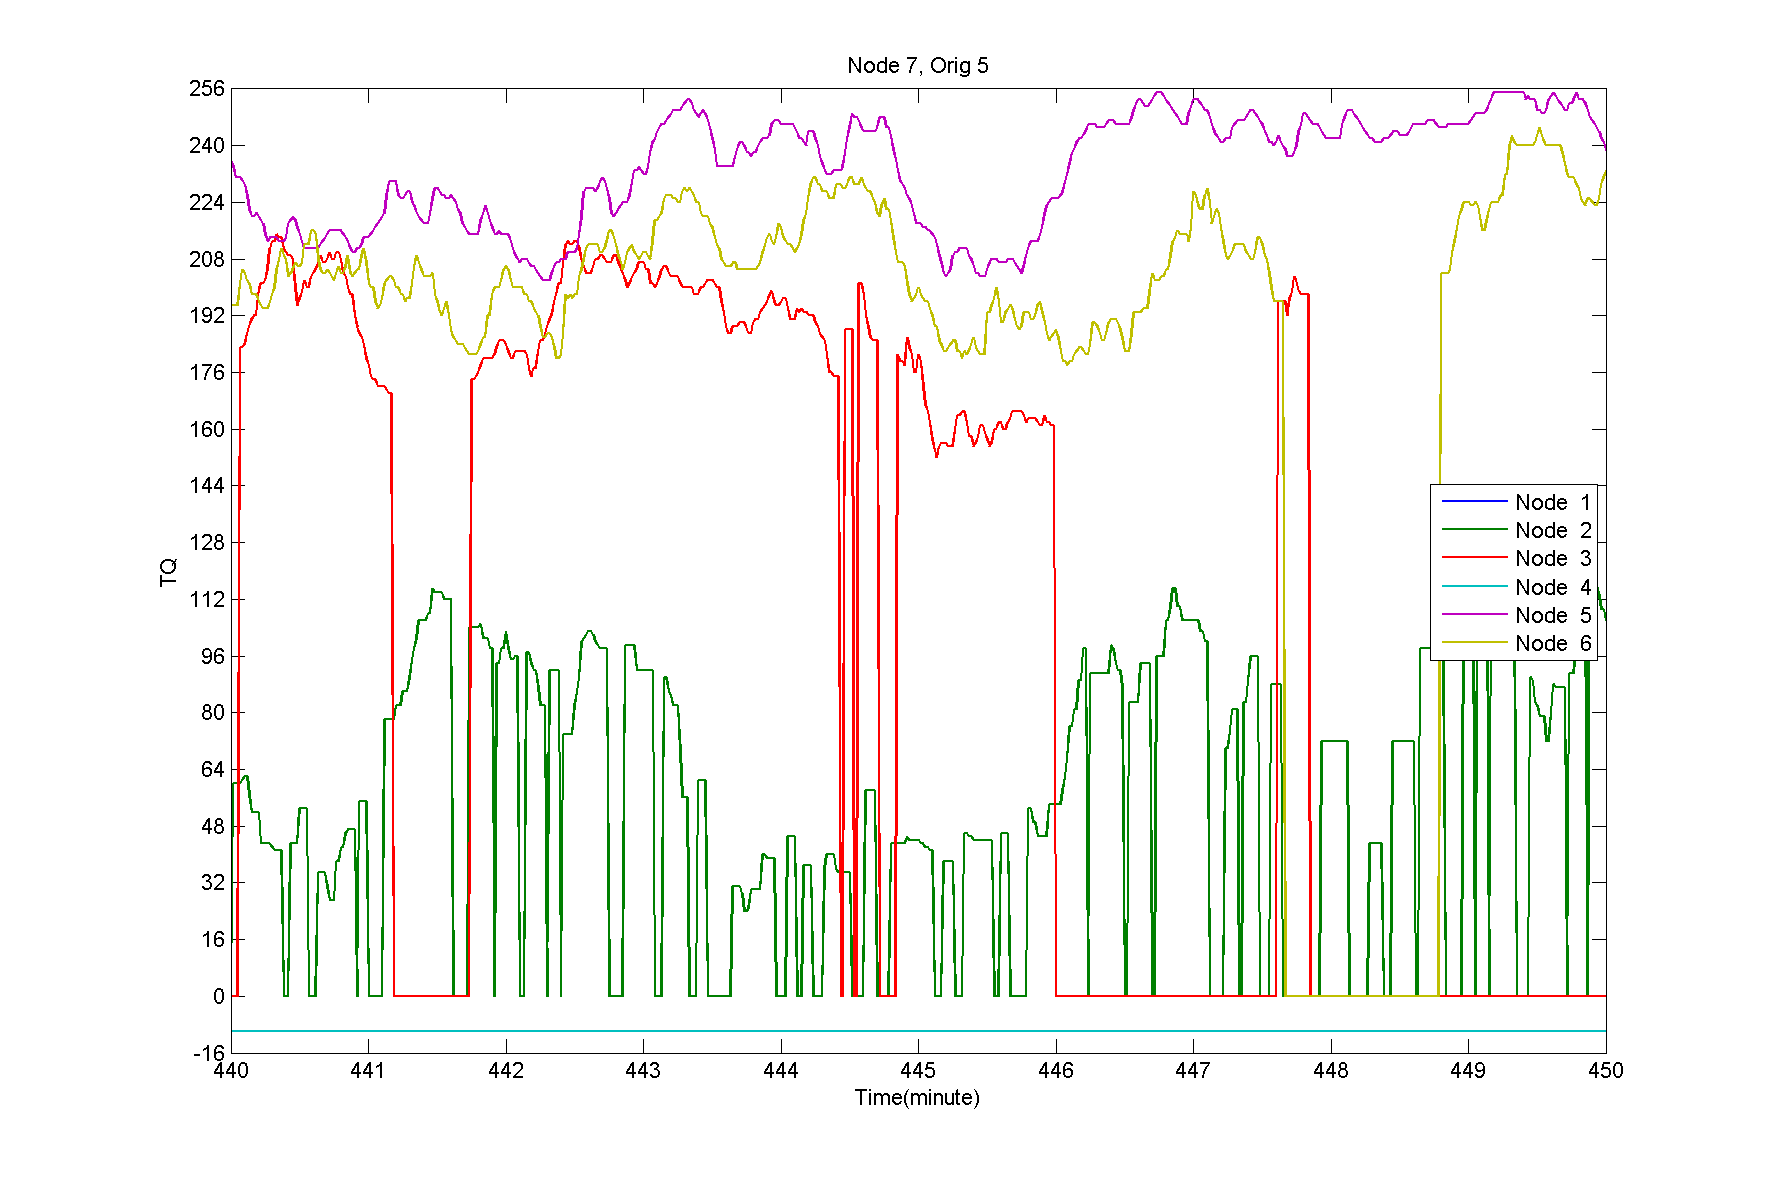 Node 7, Orig 5
256
240
224
208
192
176
160
144
128
112
96
80
64
48
32
16
0
-16
TQ
Node 1
Node 2
Node 3
Node 4
Node 5
Node 6
440 441 442 443 444 445 446 447 448 449 450
Time(minute)